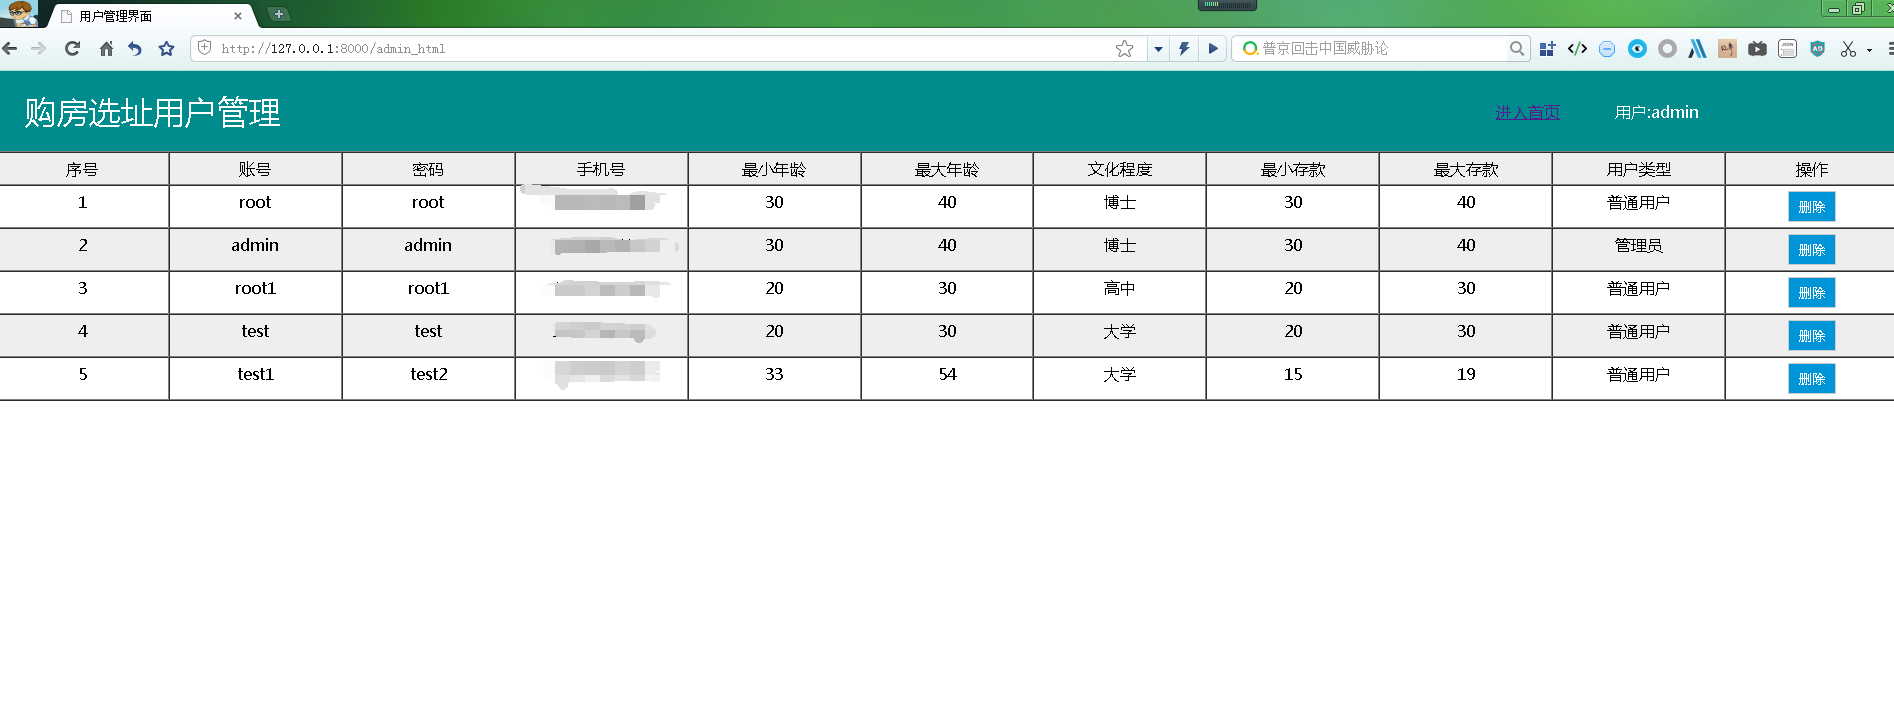 用户管理界面
http://127.0.0.1:8000/admin_html
普京回击中国威胁论
购房选址用户管理
进入首页 用户:admin
序号 账号 密码 手机号 最小年龄 最大年龄 文化程度 最小存款 最大存款 用户类型 操作
1 root root 30 40 博士 30 40 普通用户 删除
2 admin admin 30 40 博士 30 40 管理员 删除
3 root1 root1 20 30 高中 20 30 普通用户 删除
4 test test 20 30 大学 20 30 普通用户 删除
5 test1 test2 33 54 大学 15 19 普通用户 删除